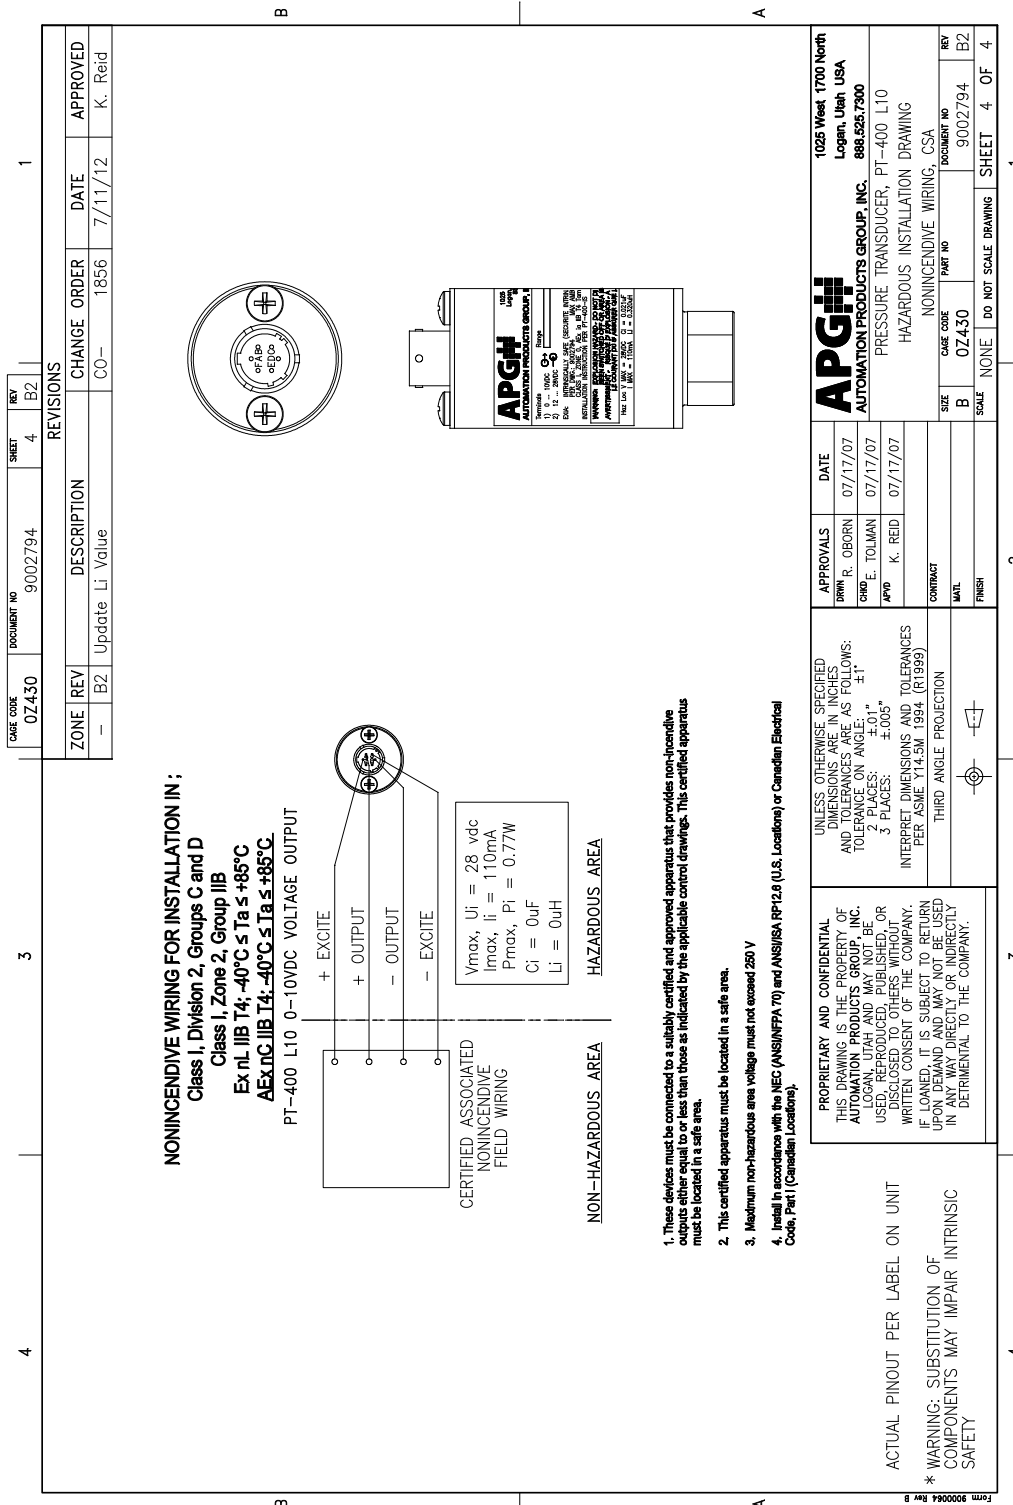 4
3
1
CAGE CODE
0Z430
DOCUMENT NO
9002794
SHEET
4
REV
B2
REVISIONS
ZONE REV DESCRIPTION CHANGE ORDER DATE APPROVED
- B2 Update Li Value CO- 1856 7/11/12 K. Reid
B
B
A
A
NONINCENDIVE WIRING FOR INSTALLATION IN ;
Class I, Division 2, Groups C and D
Class I, Zone 2, Group IIB
Ex nL IIB T4; -40°C ≤ Ta ≤ +85°C
AEx nC IIB T4; -40°C ≤ Ta ≤ +85°C
PT-400 L10 0-10VDC VOLTAGE OUTPUT
+ EXCITE
+ OUTPUT
- OUTPUT
- EXCITE
CERTIFIED ASSOCIATED
NONINCENDIVE
FIELD WIRING
Vmax, Ui = 28 vdc
Imax, Ii = 110mA
Pmax, Pi = 0.77W
Ci = 0uF
Li = 0uH
NON-HAZARDOUS AREA
HAZARDOUS AREA
1. These devices must be connected to a suitably certified and approved apparatus that provides non-incendive
outputs either equal to or less than those as indicated by the applicable control drawings. This certified apparatus
must be located in a safe area.
2. This certified apparatus must be located in a safe area.
3. Maximum non-hazardous area voltage must not exceed 250 V
4. Install in accordance with the NEC (ANSI/NFPA 70) and ANSI/ISA RP12.6 (U.S. Locations) or Canadian Electrical
Code, Part I (Canadian Locations).
APG
AUTOMATION PRODUCTS GROUP, I
1025
Logan,
Terminals
Range
1) 0 ... 10VDC
2) 12 ... 28VDC
ACTUAL PINOUT PER LABEL ON UNIT
* WARNING: SUBSTITUTION OF
COMPONENTS MAY IMPAIR INTRINSIC
SAFETY
PROPRIETARY AND CONFIDENTIAL
THIS DRAWING IS THE PROPERTY OF
AUTOMATION PRODUCTS GROUP, INC.
LOGAN, UTAH AND MAY NOT BE
USED, REPRODUCED, PUBLISHED, OR
DISCLOSED TO OTHERS WITHOUT
WRITTEN CONSENT OF THE COMPANY.
IF LOANED, IT IS SUBJECT TO RETURN
UPON DEMAND AND MAY NOT BE USED
IN ANY WAY DIRECTLY OR INDIRECTLY
DETRIMENTAL TO THE COMPANY.
UNLESS OTHERWISE SPECIFIED
DIMENSIONS ARE IN INCHES
AND TOLERANCES ARE AS FOLLOWS:
TOLERANCE ON ANGLE: ±1°
2 PLACES: ±.01"
3 PLACES: ±.005"
INTERPRET DIMENSIONS AND TOLERANCES
PER ASME Y14.5M 1994 (R1999)
THIRD ANGLE PROJECTION
APPROVALS DATE
DRWN R. OBORN 07/17/07
CHKD E. TOLMAN 07/17/07
APVD K. REID 07/17/07
CONTRACT
MATL
FINISH
APG
AUTOMATION PRODUCTS GROUP, INC.
1025 West 1700 North
Logan, Utah USA
888.525.7300
PRESSURE TRANSDUCER, PT-400 L10
HAZARDOUS INSTALLATION DRAWING
NONINCENDIVE WIRING, CSA
SIZE
B
CAGE CODE
0Z430
PART NO
DOCUMENT NO
9002794
REV
B2
SCALE
NONE
DO NOT SCALE DRAWING
SHEET 4 OF 4
Form 9000064 Rev B